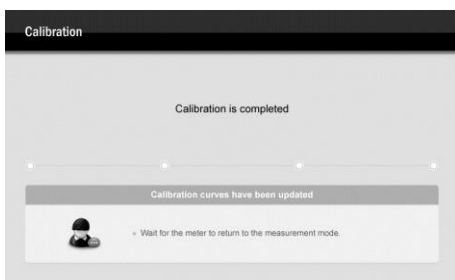 Calibration
Calibration is completed
Calibration curves have been updated
Wait for the meter to return to the measurement mode.